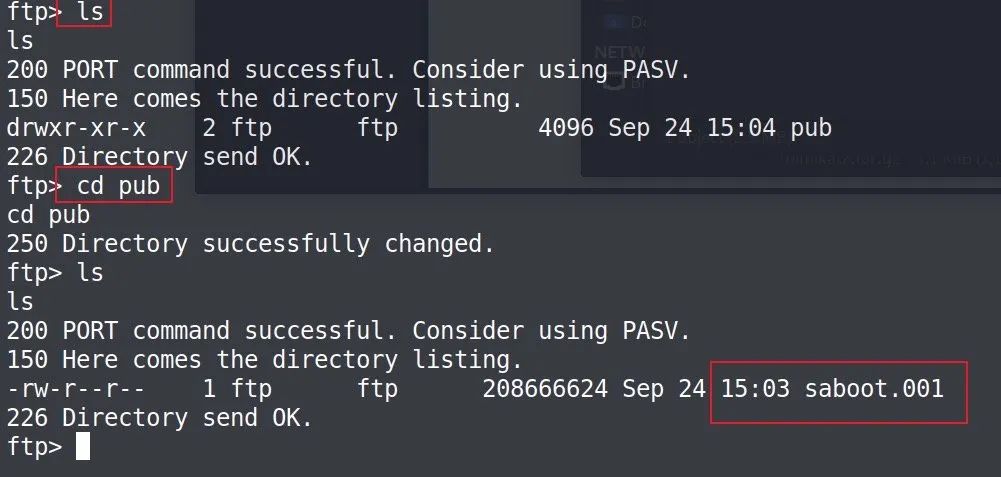 ftp> ls
ls
200 PORT command successful. Consider using PASV.
150 Here comes the directory listing.
drwxr-xr-x    2 ftp      ftp          4096 Sep 24 15:04 pub
226 Directory send OK.
ftp> cd pub
cd pub
250 Directory successfully changed.
ftp> ls
ls
200 PORT command successful. Consider using PASV.
150 Here comes the directory listing.
-rw-r--r--    1 ftp      ftp      208666624 Sep 24 15:03 saboot.001
226 Directory send OK.
ftp>